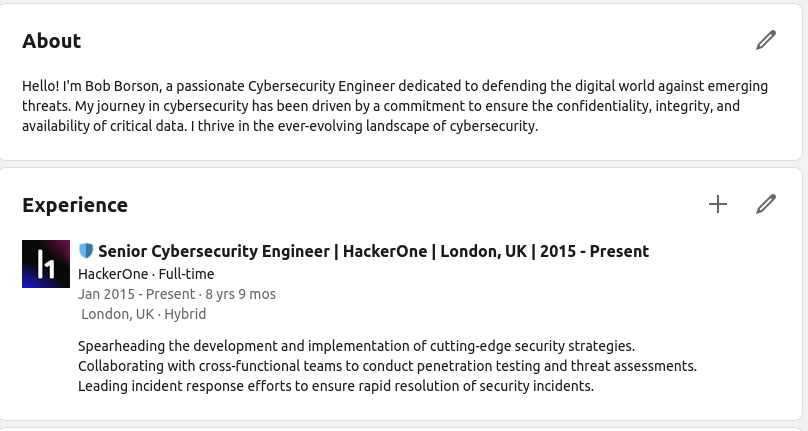 About
Hello! I'm Bob Borson, a passionate Cybersecurity Engineer dedicated to defending the digital world against emerging
threats. My journey in cybersecurity has been driven by a commitment to ensure the confidentiality, integrity, and
availability of critical data. I thrive in the ever-evolving landscape of cybersecurity.
Experience
h1
🛡️ Senior Cybersecurity Engineer | HackerOne | London, UK | 2015 - Present
HackerOne · Full-time
Jan 2015 - Present · 8 yrs 9 mos
London, UK · Hybrid
Spearheading the development and implementation of cutting-edge security strategies.
Collaborating with cross-functional teams to conduct penetration testing and threat assessments.
Leading incident response efforts to ensure rapid resolution of security incidents.